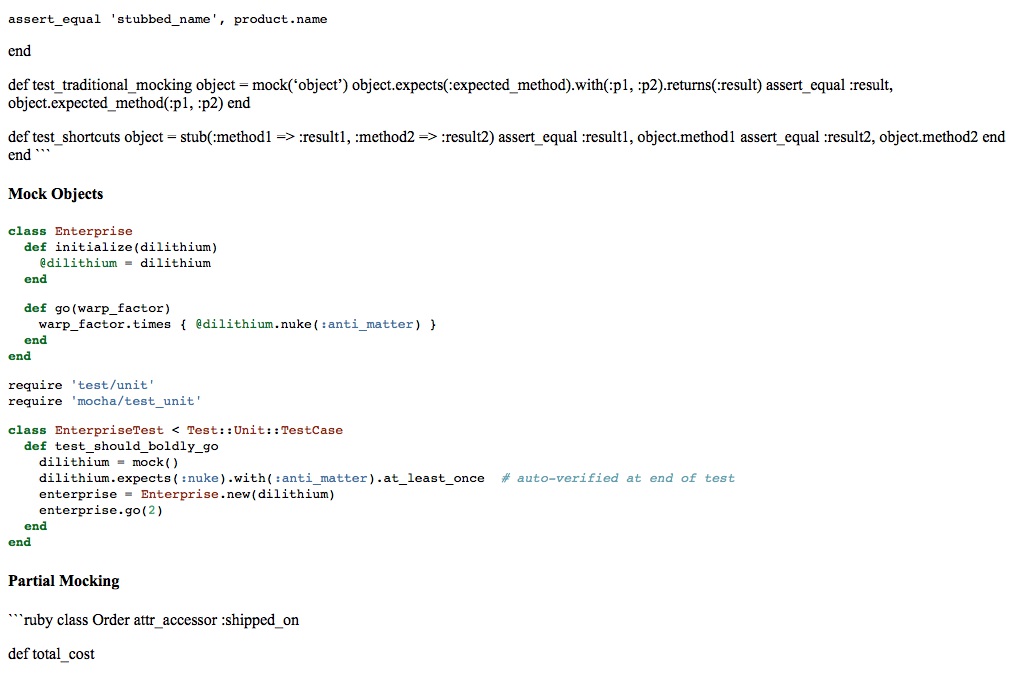 assert_equal 'stubbed_name', product.name
end
def test_traditional_mocking object = mock(‘object’) object.expects(:expected_method).with(:p1, :p2).returns(:result) assert_equal :result,
object.expected_method(:p1, :p2) end
def test_shortcuts object = stub(:method1 => :result1, :method2 => :result2) assert_equal :result1, object.method1 assert_equal :result2, object.method2 end
end ```
Mock Objects
class Enterprise
  def initialize(dilithium)
    @dilithium = dilithium
  end
  def go(warp_factor)
    warp_factor.times { @dilithium.nuke(:anti_matter) }
  end
end
require 'test/unit'
require 'mocha/test_unit'
class EnterpriseTest < Test::Unit::TestCase
  def test_should_boldly_go
    dilithium = mock()
    dilithium.expects(:nuke).with(:anti_matter).at_least_once  # auto-verified at end of test
    enterprise = Enterprise.new(dilithium)
    enterprise.go(2)
  end
end
Partial Mocking
```ruby class Order attr_accessor :shipped_on
def total_cost